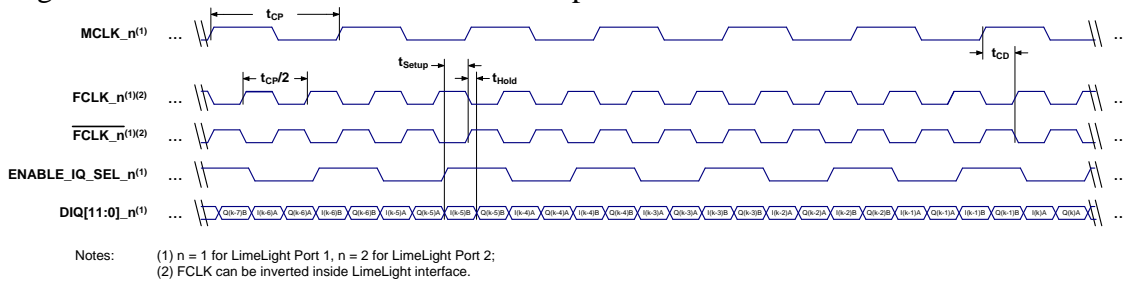 tCP
MCLK_n(1) ... ..
tCD
tSetup tHold
tCP/2
FCLK_n(1)(2) ... ..
FCLK_n(1)(2) ... ..
ENABLE_IQ_SEL_n(1) ... ..
DIQ[11:0]_n(1) ... Q(k-7)B I(k-6)A Q(k-6)A I(k-6)B Q(k-6)B I(k-5)A Q(k-5)A I(k-5)B Q(k-5)B I(k-4)A Q(k-4)A I(k-4)B Q(k-4)B I(k-3)A Q(k-3)A I(k-3)B Q(k-3)B I(k-2)A Q(k-2)A I(k-2)B Q(k-2)B I(k-1)A Q(k-1)A I(k-1)B Q(k-1)B I(k)A Q(k)A ..
Notes: (1) n = 1 for LimeLight Port 1, n = 2 for LimeLight Port 2;
(2) FCLK can be inverted inside LimeLight interface.